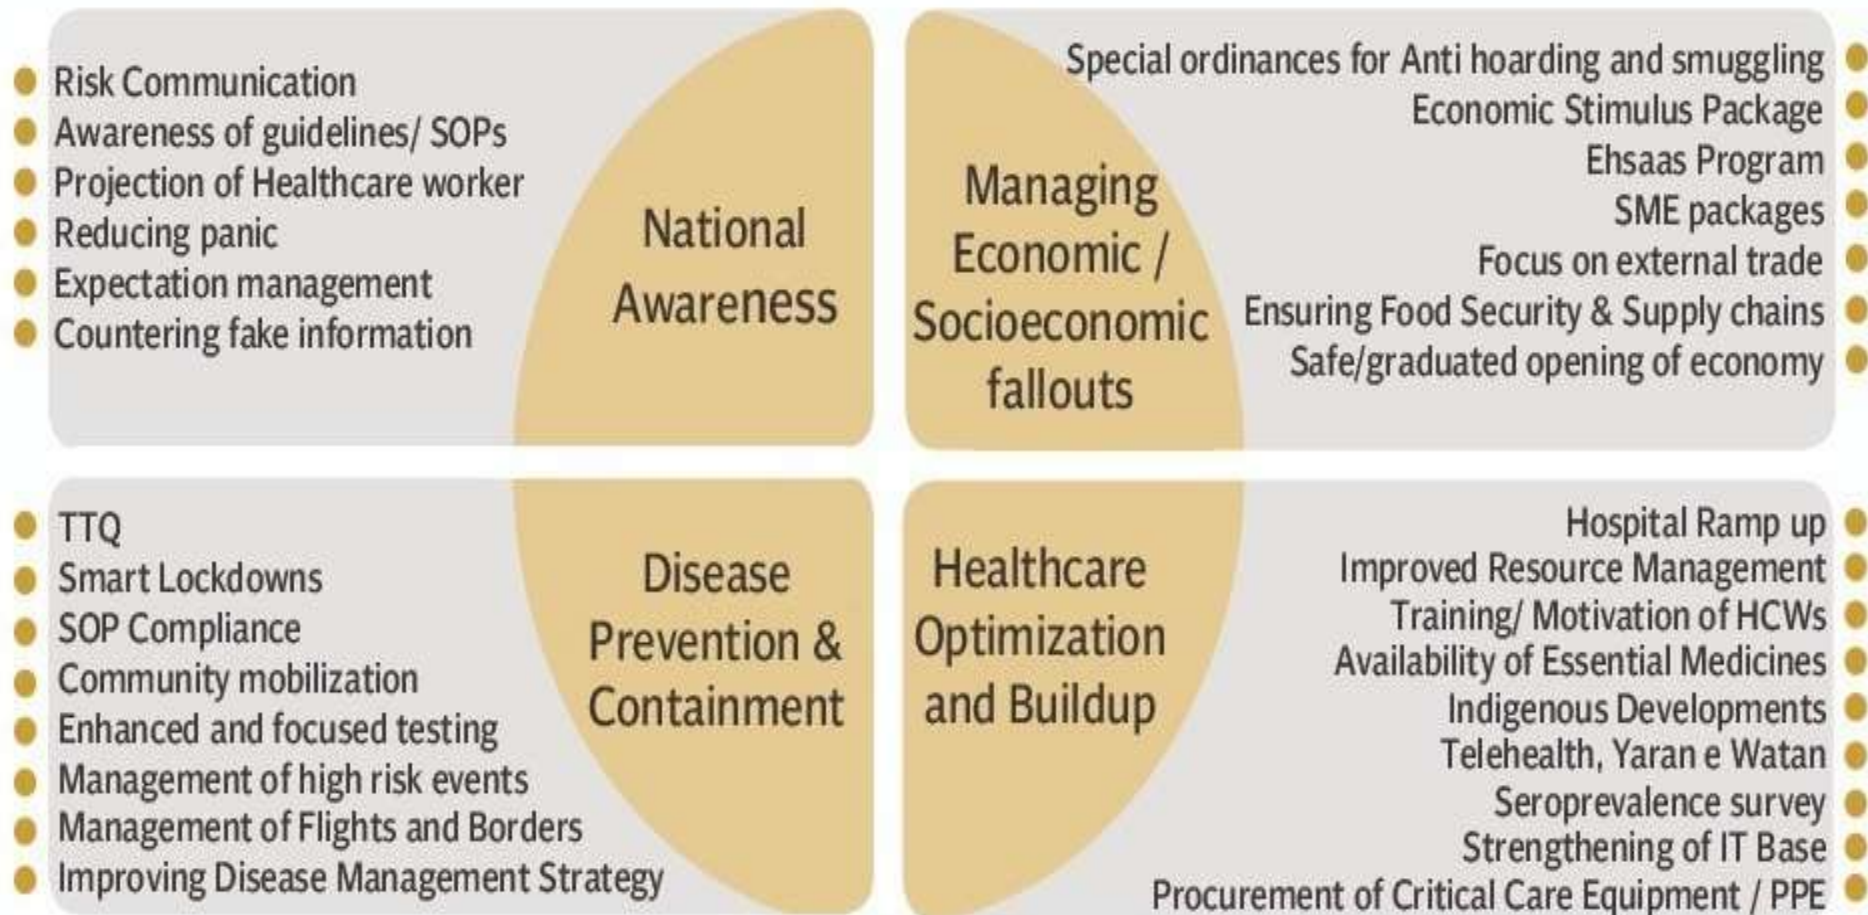 Risk Communication
Awareness of guidelines/ SOPs
Projection of Healthcare worker
Reducing panic
Expectation management
Countering fake information
National
Awareness
Managing
Economic /
Socioeconomic
fallouts
Special ordinances for Anti hoarding and smuggling
Economic Stimulus Package
Ehsaas Program
SME packages
Focus on external trade
Ensuring Food Security & Supply chains
Safe/graduated opening of economy
TTQ
Smart Lockdowns
SOP Compliance
Community mobilization
Enhanced and focused testing
Management of high risk events
Management of Flights and Borders
Improving Disease Management Strategy
Disease
Prevention &
Containment
Healthcare
Optimization
and Buildup
Hospital Ramp up
Improved Resource Management
Training/ Motivation of HCWs
Availability of Essential Medicines
Indigenous Developments
Telehealth, Yaran e Watan
Seroprevalence survey
Strengthening of IT Base
Procurement of Critical Care Equipment / PPE